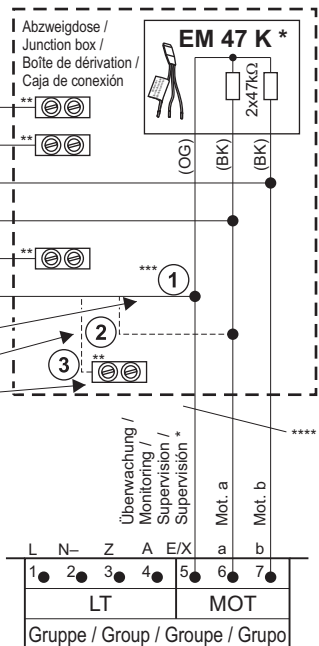 Abzweigdose /
Junction box /
Boîte de dérivation /
Caja de conexión
EM 47 K *
2x47kΩ
(OG)
(BK)
(BK)
**
**
**
*** 1
2
3
**
****
Überwachung /
Monitoring /
Supervision /
Supervisión *
Mot. a
Mot. b
L N– Z A E/X a b
1 2 3 4 5 6 7
LT MOT
Gruppe / Group / Groupe / Grupo